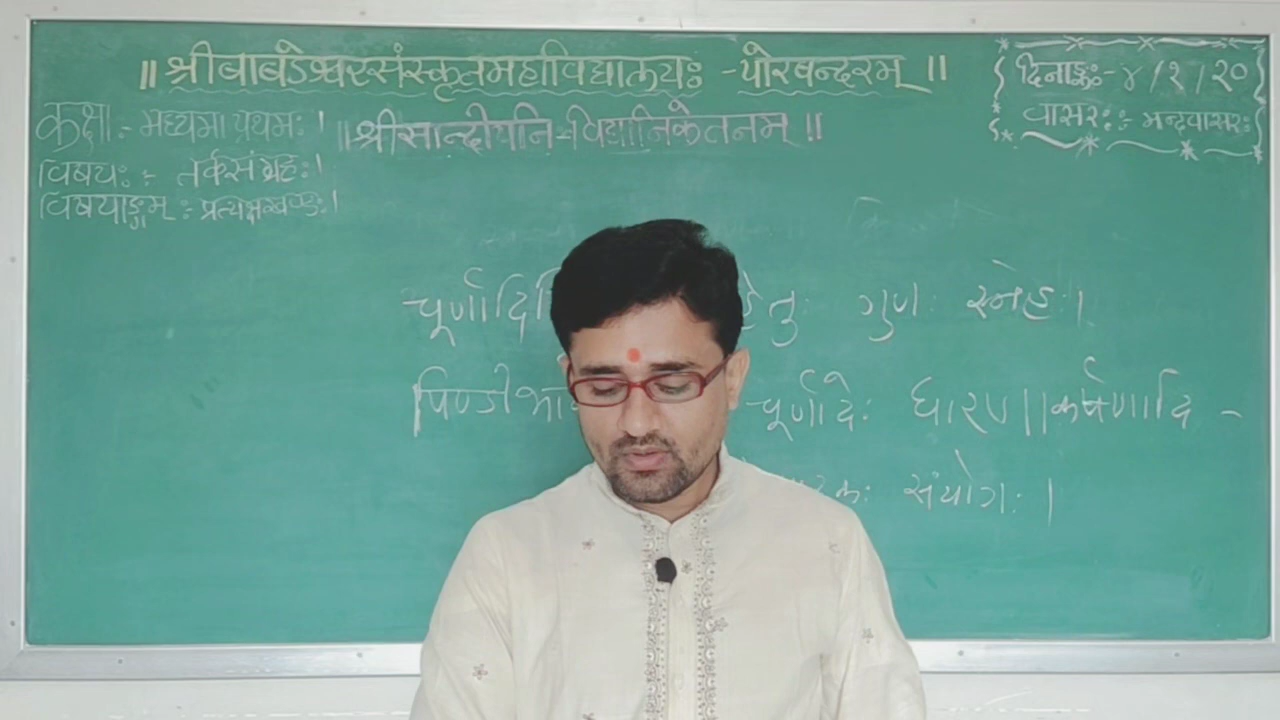 ॥ श्रीबाबडेश्वरसंस्कृतमहाविद्यालयः - पोरबन्दरम् ॥
॥ श्रीसान्दीपनि-विद्यानिकेतनम् ॥
कक्षा :- मध्यमा प्रथमः ।
विषयः :- तर्कसंग्रहः ।
विषयाङ्गम् : प्रत्यक्षखण्डः ।
दिनाङ्कः - ४/१/२०
वासरः :- मन्दवासरः
चूर्णादि हेतुः गुणः स्नेहः ।
पिण्डीभा चूर्णादेः धारणाकर्षणादि -
संयोगः ।